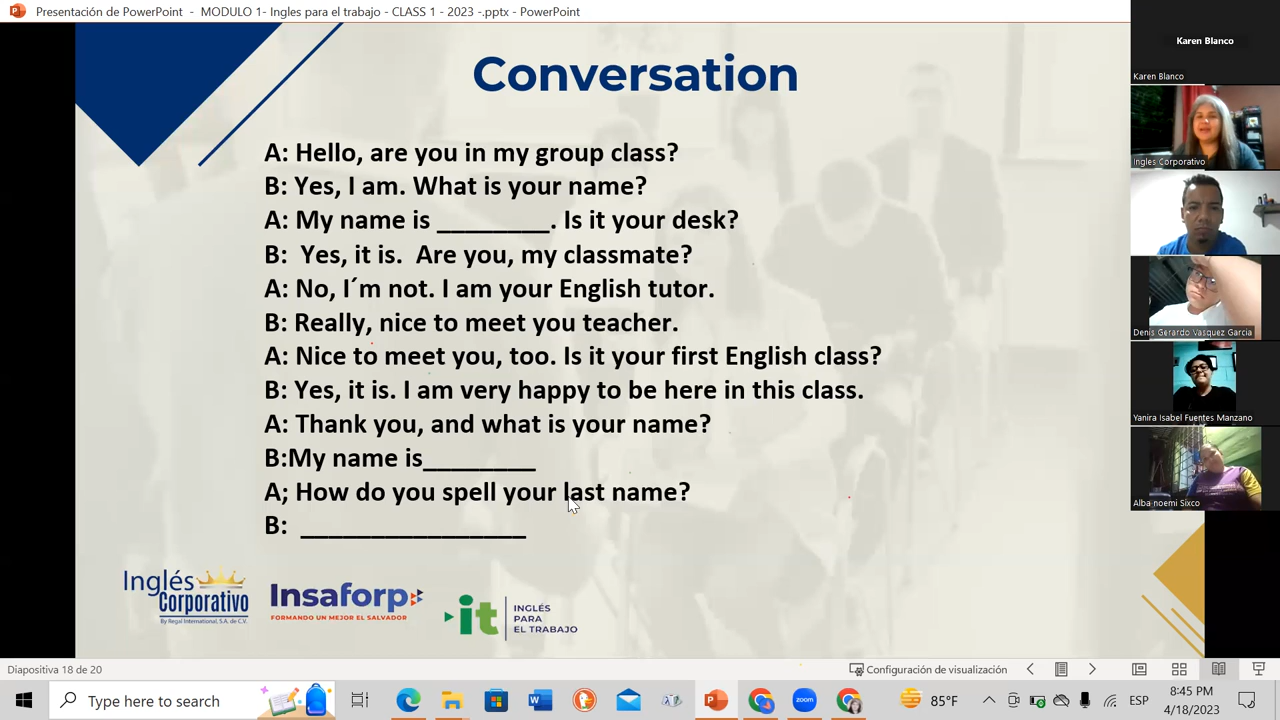 Presentación de PowerPoint - MODULO 1- Ingles para el trabajo - CLASS 1 - 2023 -.pptx - PowerPoint
Conversation
A: Hello, are you in my group class?
B: Yes, I am. What is your name?
A: My name is ________. Is it your desk?
B: Yes, it is. Are you, my classmate?
A: No, I´m not. I am your English tutor.
B: Really, nice to meet you teacher.
A: Nice to meet you, too. Is it your first English class?
B: Yes, it is. I am very happy to be here in this class.
A: Thank you, and what is your name?
B:My name is________
A; How do you spell your last name?
B: ________________
Inglés
Corporativo
By Regal International, S.A. de C.V.
Insaforp
FORMANDO UN MEJOR EL SALVADOR
it
INGLÉS
PARA
EL TRABAJO
Karen Blanco
Karen Blanco
Ingles Corporativo
Denis Gerardo Vasquez Garcia
Yanira Isabel Fuentes Manzano
Alba noemi Sixco
Diapositiva 18 de 20
Configuración de visualización
Type here to search
zoom
85°F
ESP
8:45 PM
4/18/2023